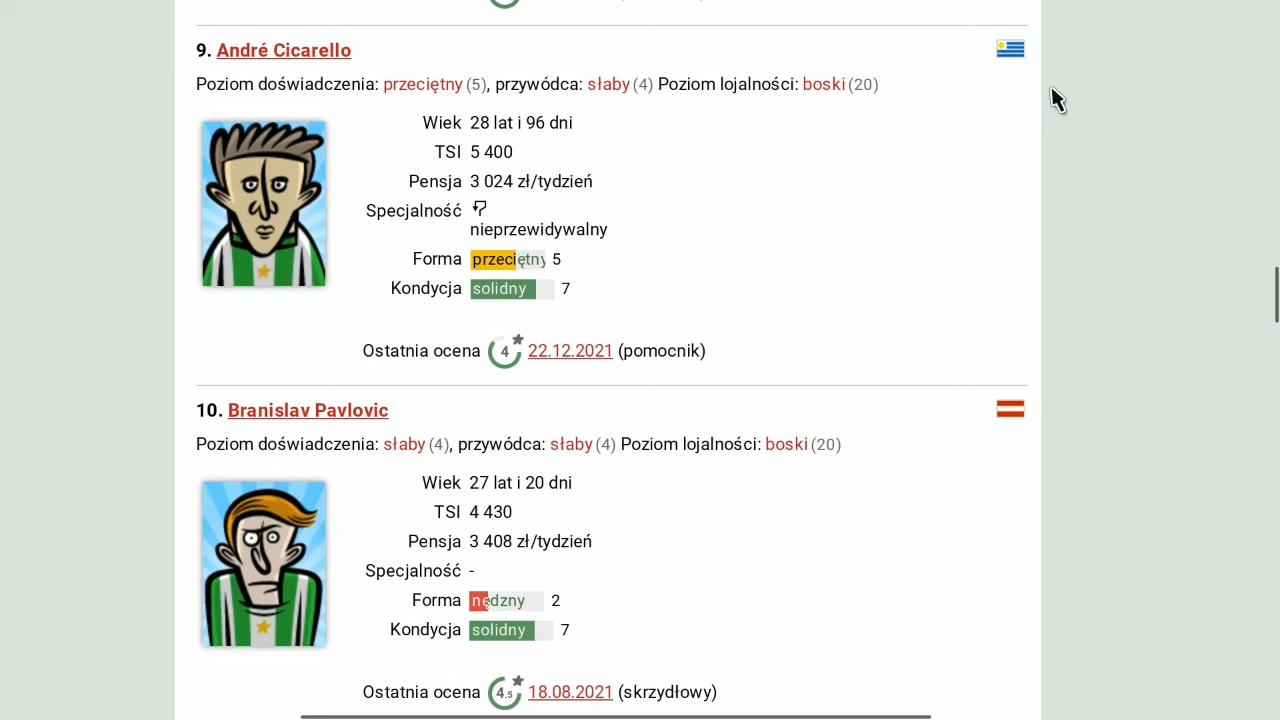 9. André Cicarello
Poziom doświadczenia: przeciętny (5), przywódca: słaby (4) Poziom lojalności: boski (20)
Wiek 28 lat i 96 dni
TSI 5 400
Pensja 3 024 zł/tydzień
Specjalność
nieprzewidywalny
Forma przeciętny 5
Kondycja solidny 7
Ostatnia ocena 4 22.12.2021 (pomocnik)
10. Branislav Pavlovic
Poziom doświadczenia: słaby (4), przywódca: słaby (4) Poziom lojalności: boski (20)
Wiek 27 lat i 20 dni
TSI 4 430
Pensja 3 408 zł/tydzień
Specjalność -
Forma nędzny 2
Kondycja solidny 7
Ostatnia ocena 4.5 18.08.2021 (skrzydłowy)